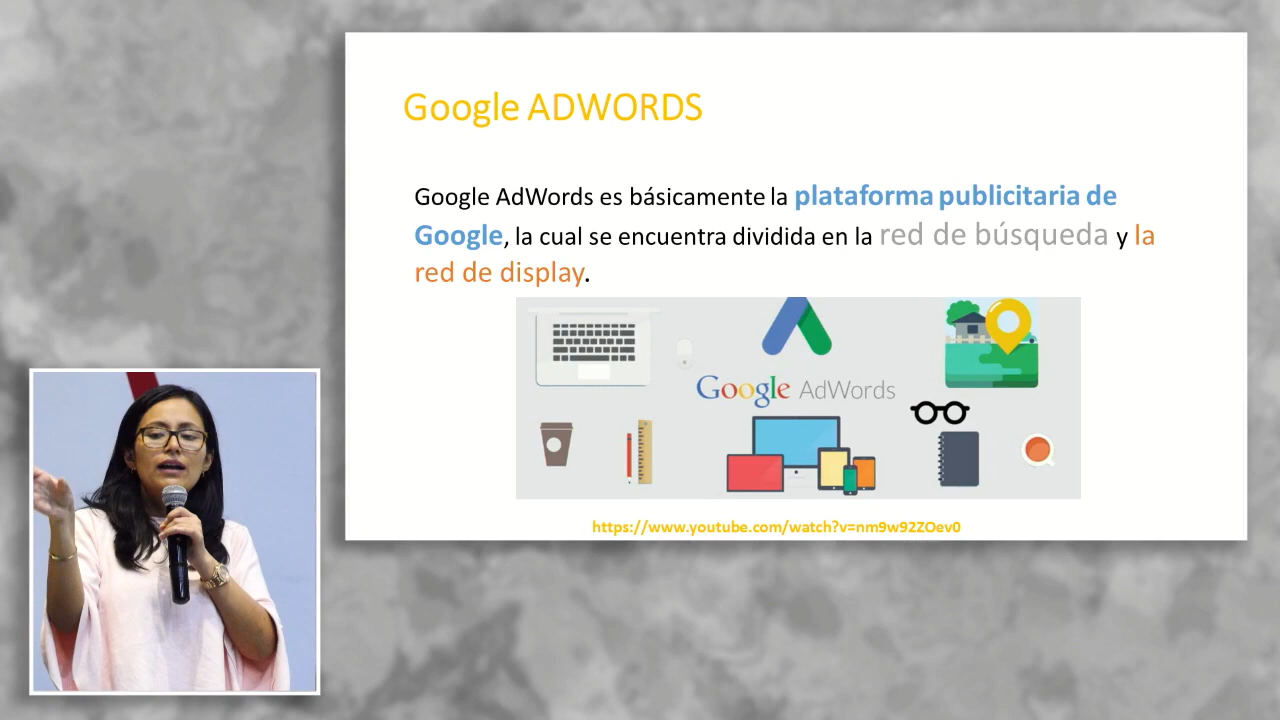 Google ADWORDS
Google AdWords es básicamente la plataforma publicitaria de
Google, la cual se encuentra dividida en la red de búsqueda y la
red de display.
Google AdWords
https://www.youtube.com/watch?v=nm9w92ZOev0